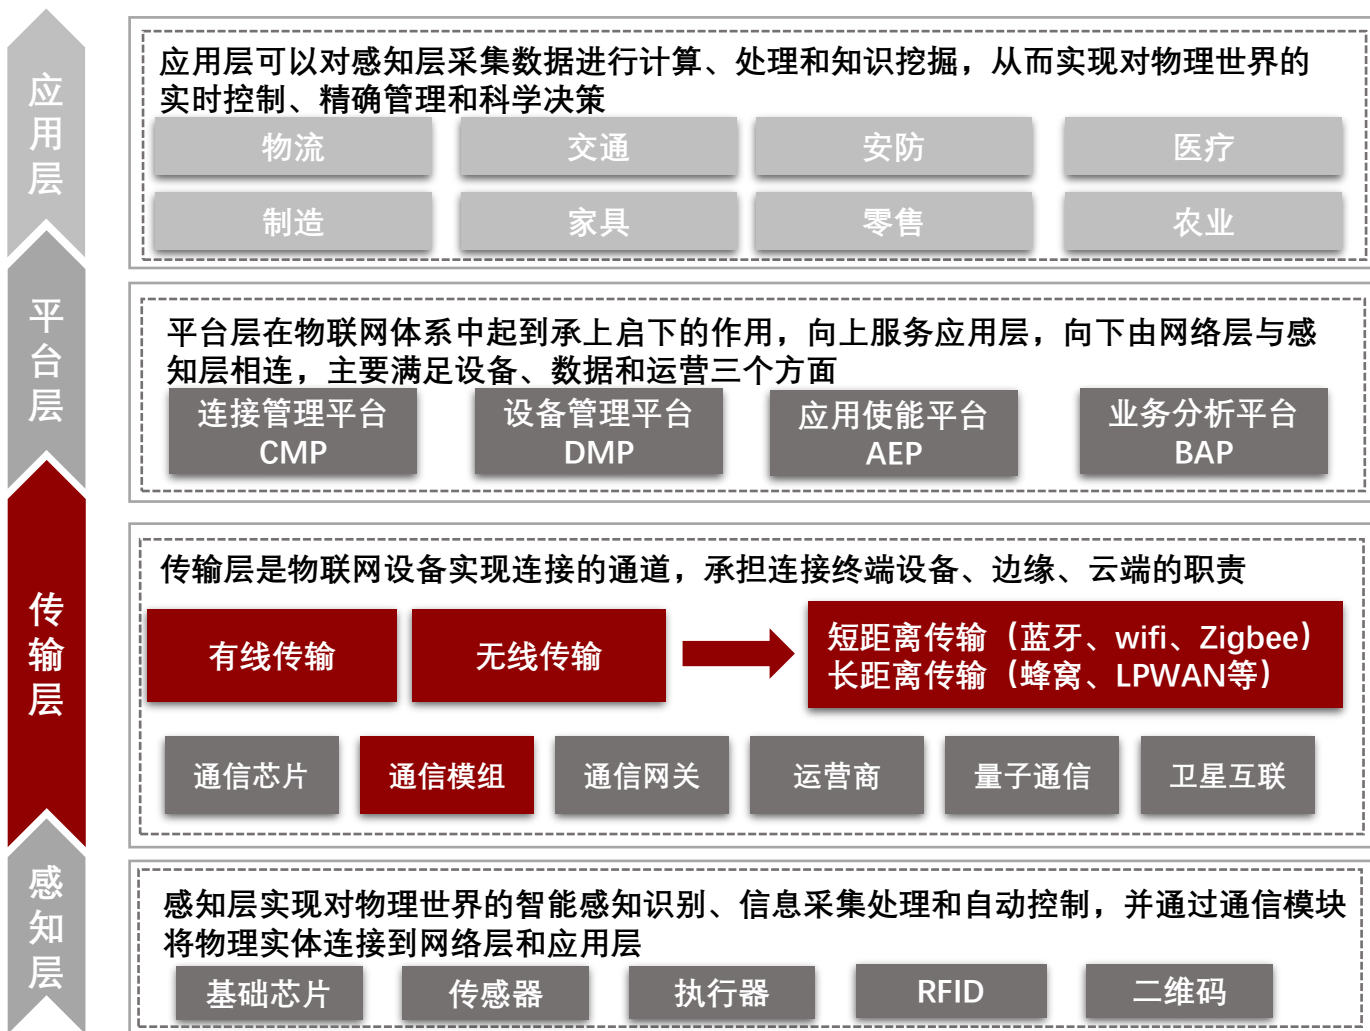 应用层
应用层可以对感知层采集数据进行计算、处理和知识挖掘，从而实现对物理世界的
实时控制、精确管理和科学决策
物流
交通
安防
医疗
制造
家具
零售
农业
平台层
平台层在物联网体系中起到承上启下的作用，向上服务应用层，向下由网络层与感
知层相连，主要满足设备、数据和运营三个方面
连接管理平台
CMP
设备管理平台
DMP
应用使能平台
AEP
业务分析平台
BAP
传输层
传输层是物联网设备实现连接的通道，承担连接终端设备、边缘、云端的职责
有线传输
无线传输
短距离传输（蓝牙、wifi、Zigbee）
长距离传输（蜂窝、LPWAN等）
通信芯片
通信模组
通信网关
运营商
量子通信
卫星互联
感知层
感知层实现对物理世界的智能感知识别、信息采集处理和自动控制，并通过通信模块
将物理实体连接到网络层和应用层
基础芯片
传感器
执行器
RFID
二维码